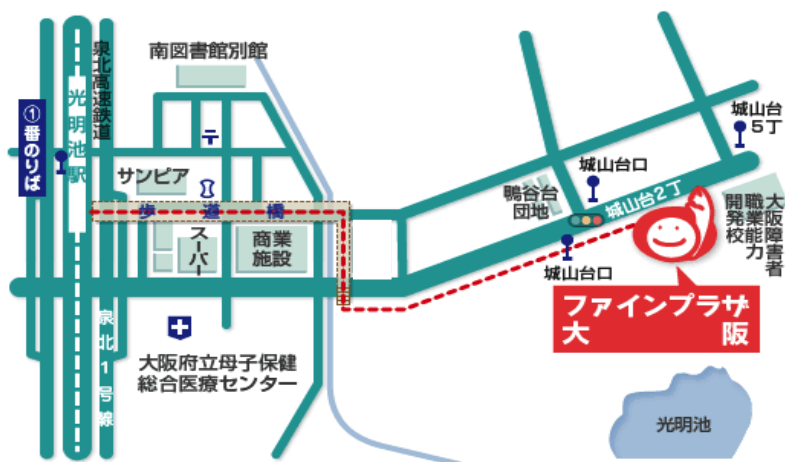 南図書館別館
泉北高速鉄道
光明池駅
①番のりば
〒
サンピア
歩道橋
スーパー
商業
施設
泉北1号線
大阪府立母子保健
総合医療センター
鴨谷台
団地
城山台口
城山台口
城山台2丁
城山台
5丁
大阪障害者
職業能力
開発校
ファインプラザ
大阪
光明池